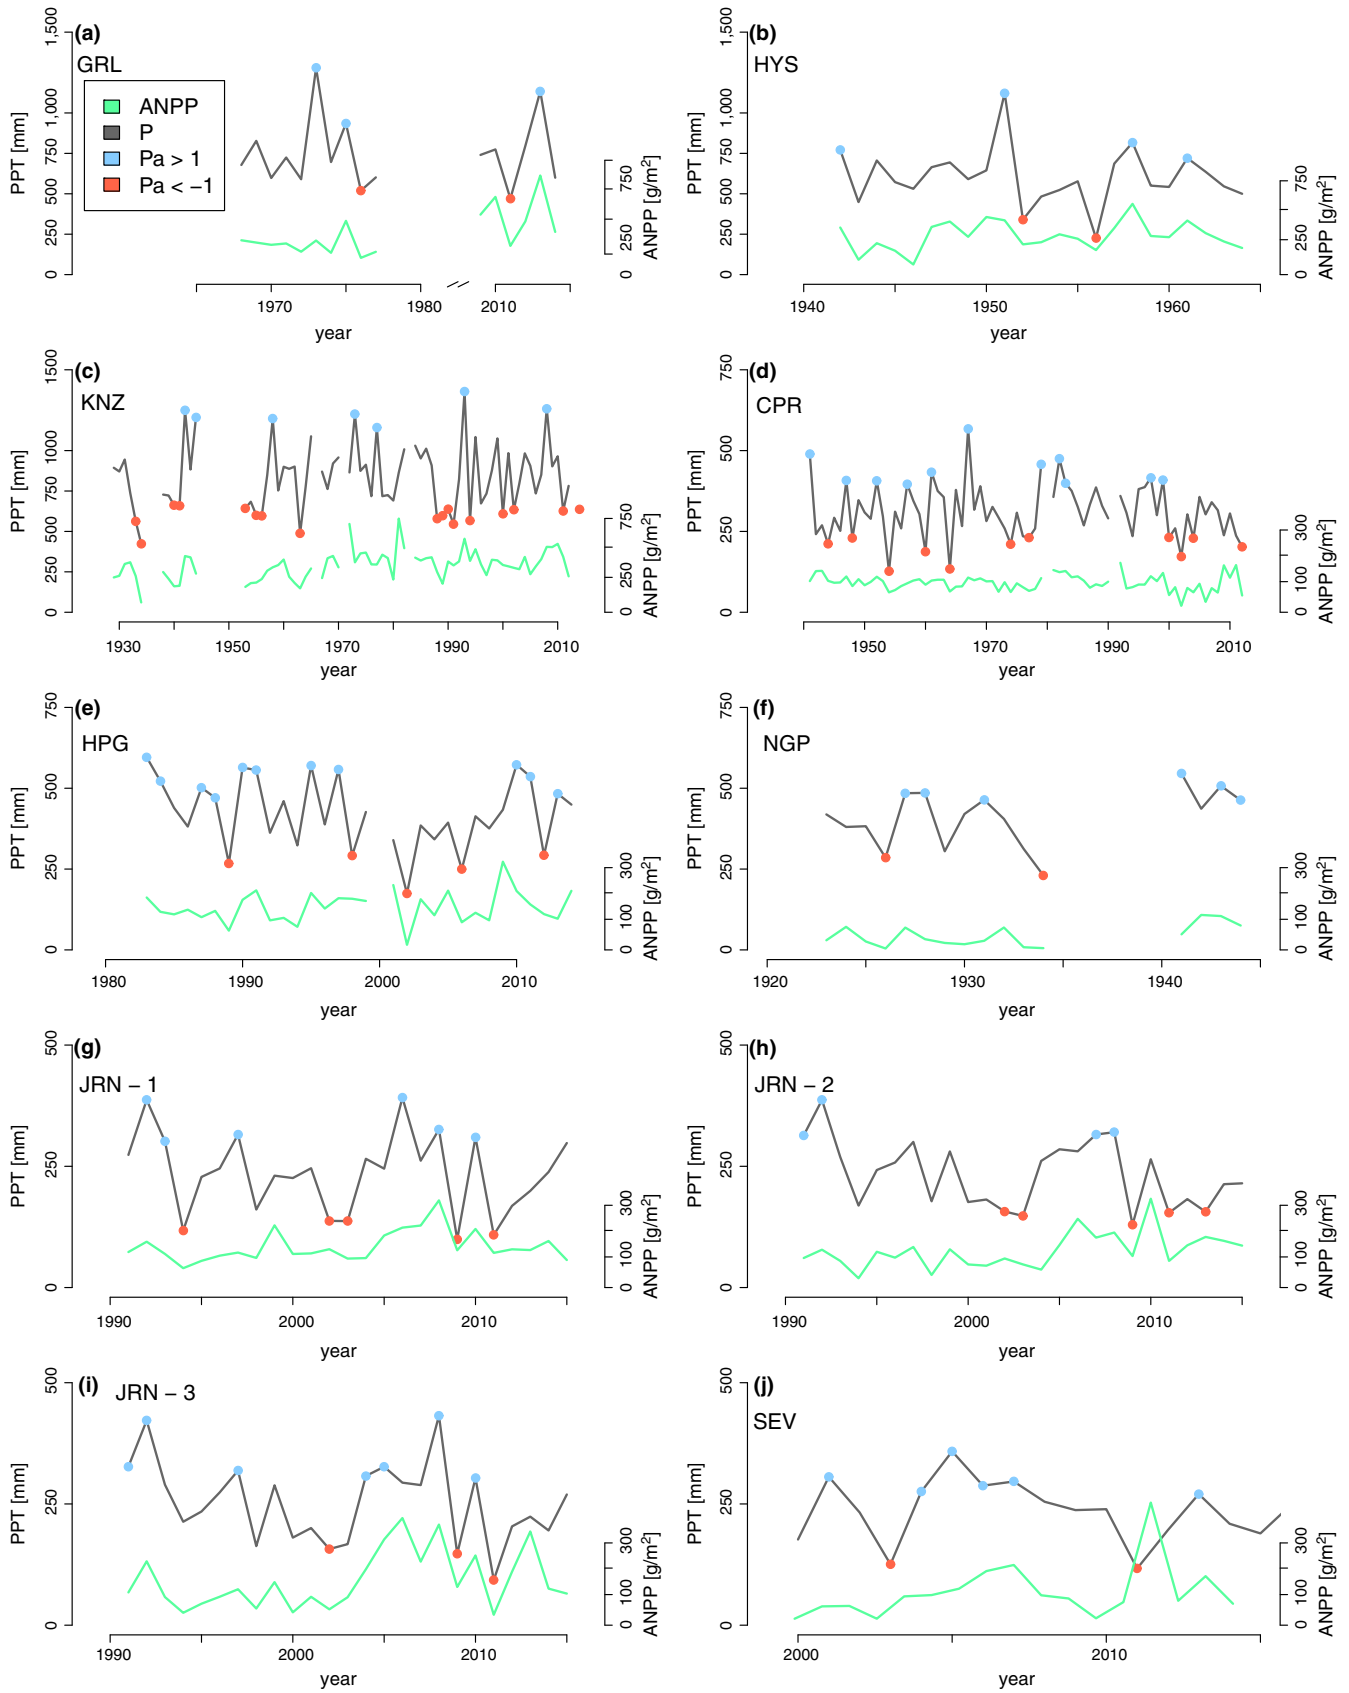 (a)
GRL
ANPP
P
Pa > 1
Pa < −1
PPT [mm]
0 250 500 750 1,000 1,500
ANPP [g/m²]
0 250 750
1970 1980 2010
year
(b)
HYS
PPT [mm]
0 250 500 750 1,000 1,500
ANPP [g/m²]
0 250 750
1940 1950 1960
year
(c)
KNZ
PPT [mm]
0 250 500 750 1000 1500
ANPP [g/m²]
0 250 750
1930 1950 1970 1990 2010
year
(d)
CPR
PPT [mm]
0 250 500 750
ANPP [g/m²]
0 100 300
1950 1970 1990 2010
year
(e)
HPG
PPT [mm]
0 250 500 750
ANPP [g/m²]
0 100 300
1980 1990 2000 2010
year
(f)
NGP
PPT [mm]
0 250 500 750
ANPP [g/m²]
0 100 300
1920 1930 1940
year
(g)
JRN − 1
PPT [mm]
0 250 500
ANPP [g/m²]
0 100 300
1990 2000 2010
year
(h)
JRN − 2
PPT [mm]
0 250 500
ANPP [g/m²]
0 100 300
1990 2000 2010
year
(i)
JRN − 3
PPT [mm]
0 250 500
ANPP [g/m²]
0 100 300
1990 2000 2010
year
(j)
SEV
PPT [mm]
0 250 500
ANPP [g/m²]
0 100 300
2000 2010
year